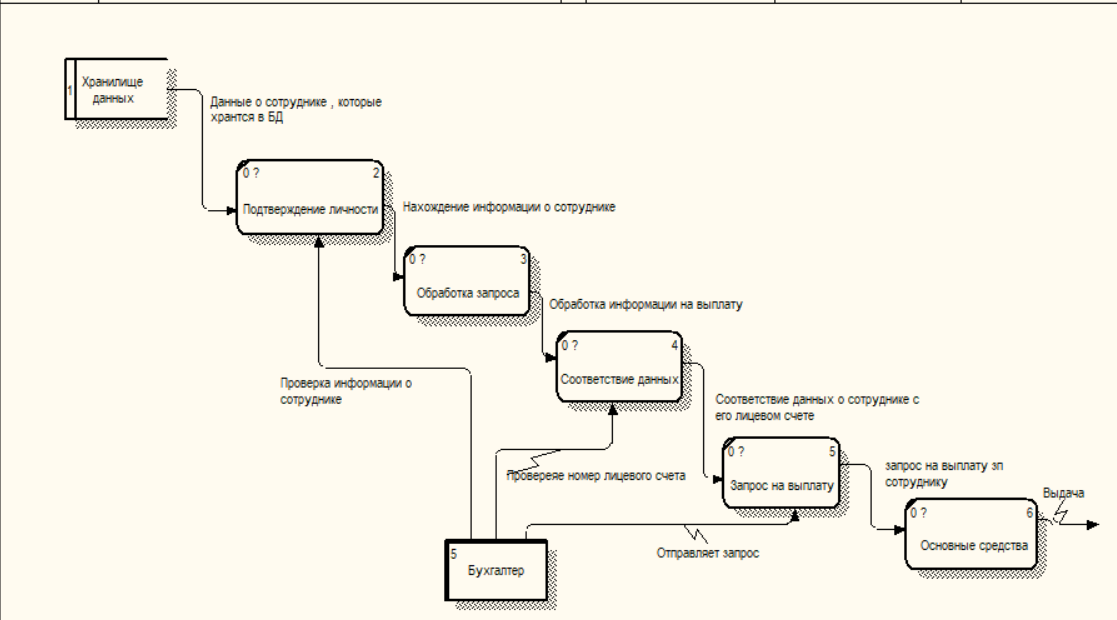 1
Хранилище
данных
Данные о сотруднике , которые
хрантся в БД
0 ?
2
Подтверждение личности
Нахождение информации о сотруднике
0 ?
3
Обработка запроса
Обработка информации на выплату
0 ?
4
Соответствие данных
Проверка информации о
сотруднике
Соответствие данных о сотруднике с
его лицевом счете
0 ?
5
Запрос на выплату
Провереяе номер лицевого счета
запрос на выплату зп
сотруднику
Выдача
0 ?
6
Основные средства
Отправляет запрос
5
Бухгалтер